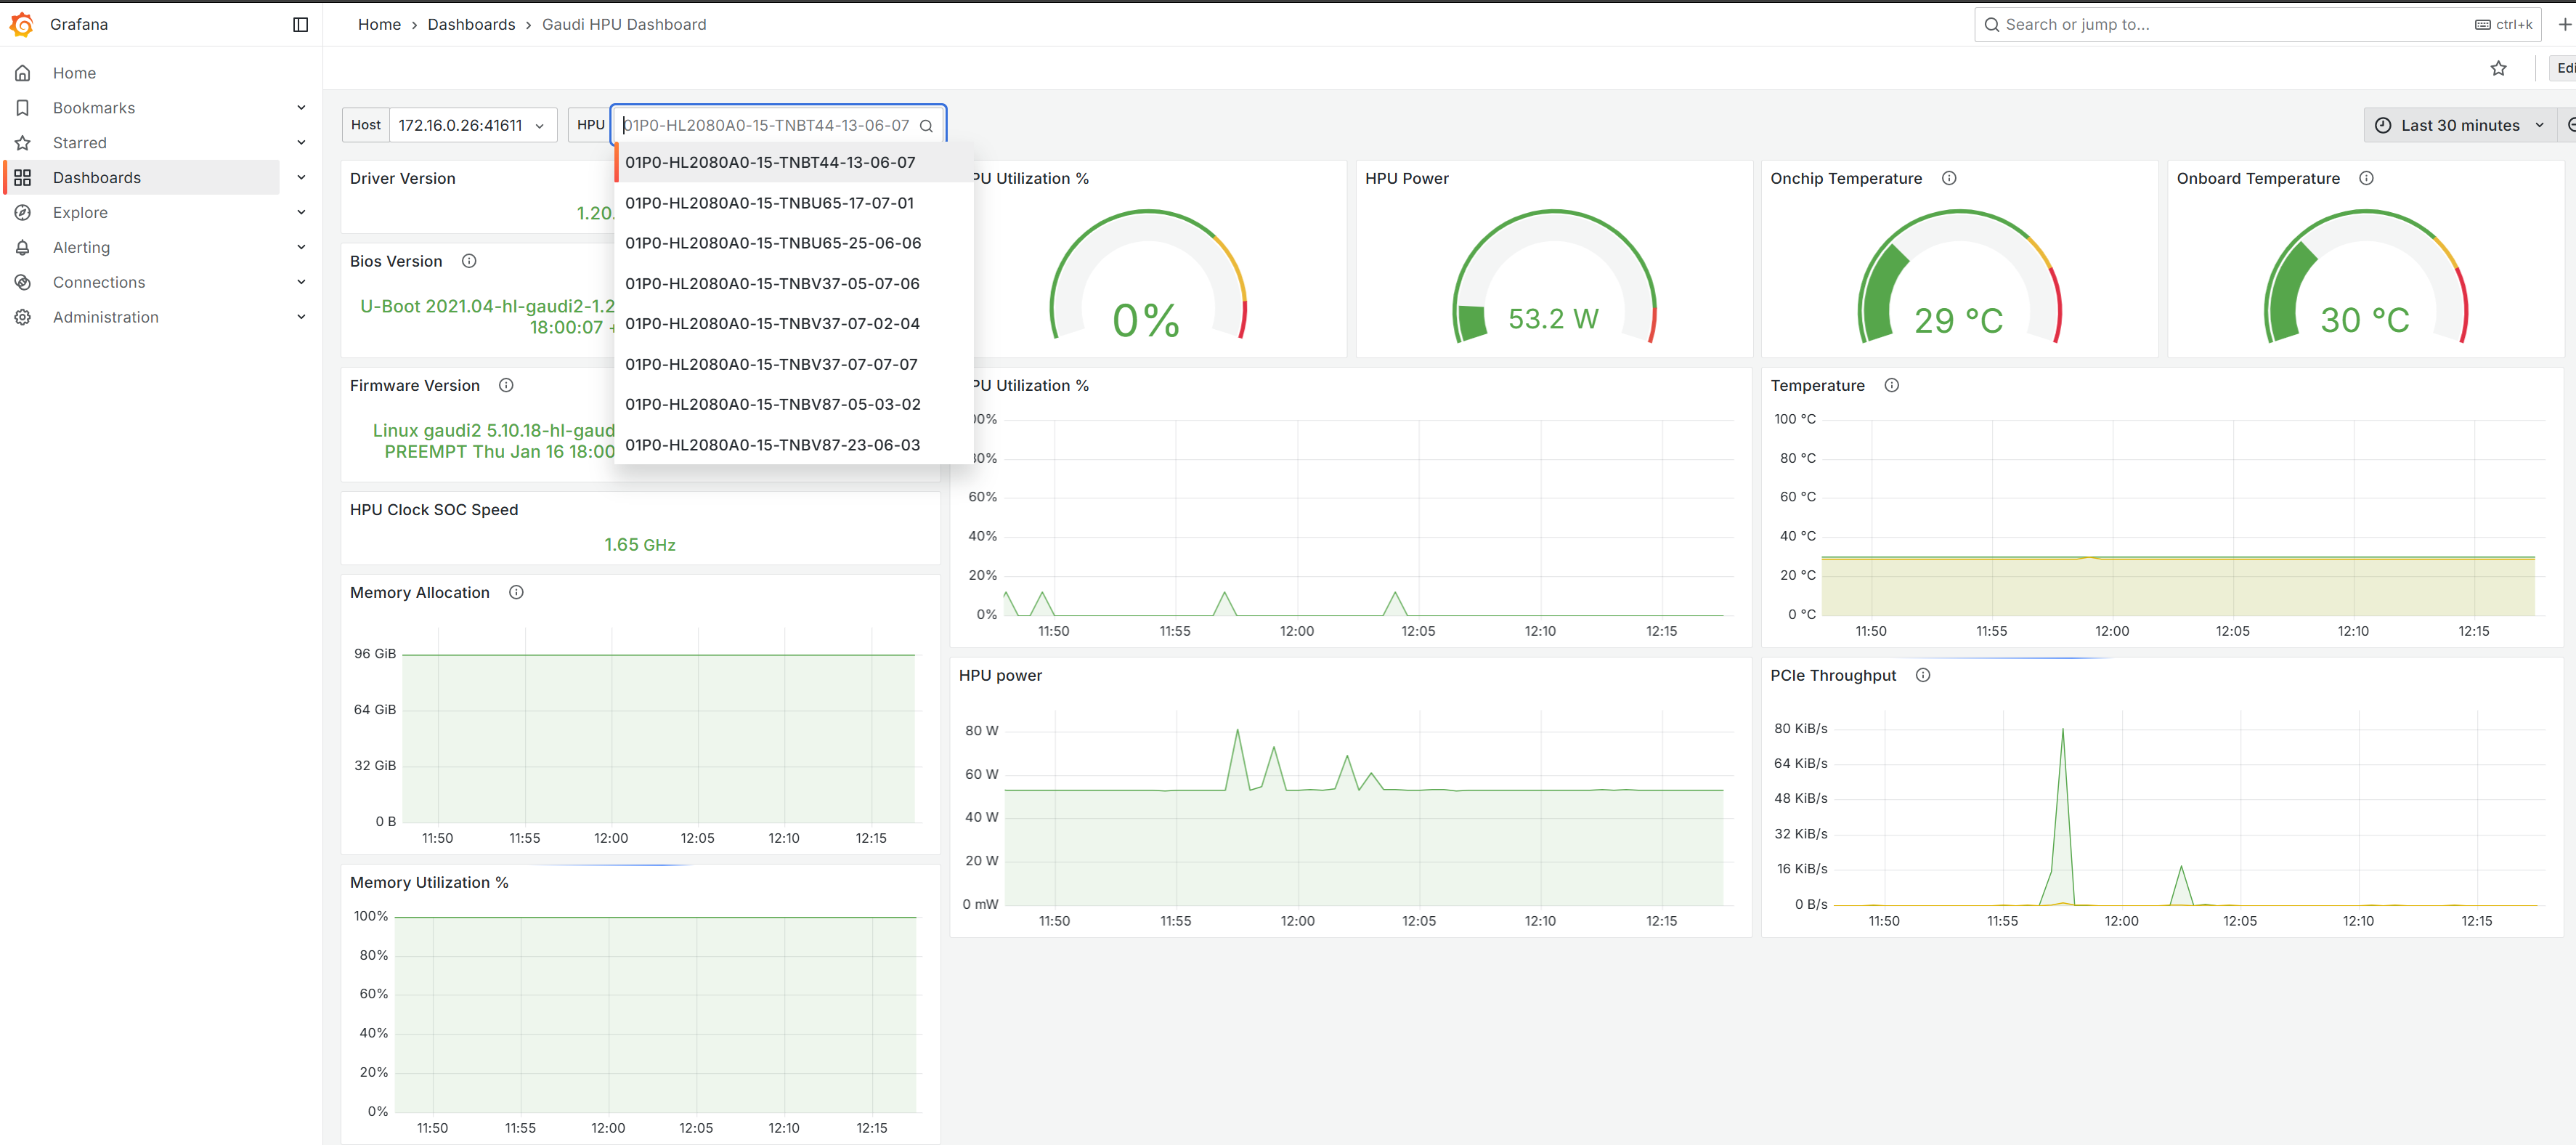 Grafana
Home › Dashboards › Gaudi HPU Dashboard
Search or jump to...
ctrl+k
Home
Bookmarks
Starred
Dashboards
Explore
Alerting
Connections
Administration
Host
172.16.0.26:41611
HPU
01P0-HL2080A0-15-TNBT44-13-06-07
01P0-HL2080A0-15-TNBT44-13-06-07
01P0-HL2080A0-15-TNBU65-17-07-01
01P0-HL2080A0-15-TNBU65-25-06-06
01P0-HL2080A0-15-TNBV37-05-07-06
01P0-HL2080A0-15-TNBV37-07-02-04
01P0-HL2080A0-15-TNBV37-07-07-07
01P0-HL2080A0-15-TNBV87-05-03-02
01P0-HL2080A0-15-TNBV87-23-06-03
Last 30 minutes
Driver Version
1.20.
Bios Version
U-Boot 2021.04-hl-gaudi2-1.2
18:00:07 +
Firmware Version
Linux gaudi2 5.10.18-hl-gaud
PREEMPT Thu Jan 16 18:00
HPU Clock SOC Speed
1.65 GHz
Memory Allocation
96 GiB
64 GiB
32 GiB
0 B
11:50 11:55 12:00 12:05 12:10 12:15
Memory Utilization %
100%
80%
60%
40%
20%
0%
11:50 11:55 12:00 12:05 12:10 12:15
PU Utilization %
0%
HPU Power
53.2 W
Onchip Temperature
29 °C
Onboard Temperature
30 °C
PU Utilization %
60%
40%
20%
0%
11:50 11:55 12:00 12:05 12:10 12:15
Temperature
100 °C
80 °C
60 °C
40 °C
20 °C
0 °C
11:50 11:55 12:00 12:05 12:10 12:15
HPU power
80 W
60 W
40 W
20 W
0 mW
11:50 11:55 12:00 12:05 12:10 12:15
PCIe Throughput
80 KiB/s
64 KiB/s
48 KiB/s
32 KiB/s
16 KiB/s
0 B/s
11:50 11:55 12:00 12:05 12:10 12:15